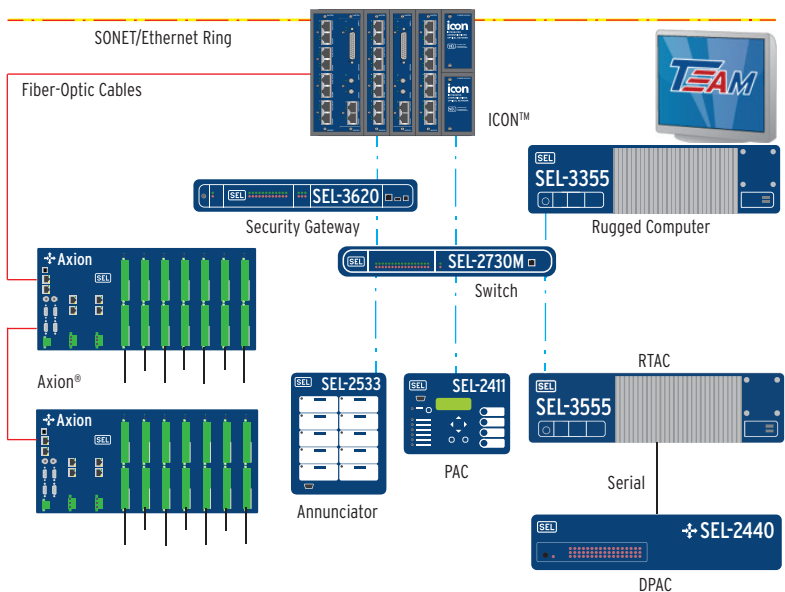 SONET/Ethernet Ring
Fiber-Optic Cables
icon
icon
ICON™
TEAM
SEL
SEL-3355
Rugged Computer
SEL
SEL-3620
Security Gateway
SEL
SEL-2730M
Switch
Axion
SEL
Axion®
Axion
SEL
SEL
SEL-2533
Annunciator
SEL
SEL-2411
PAC
RTAC
SEL
SEL-3555
Serial
SEL
SEL-2440
DPAC